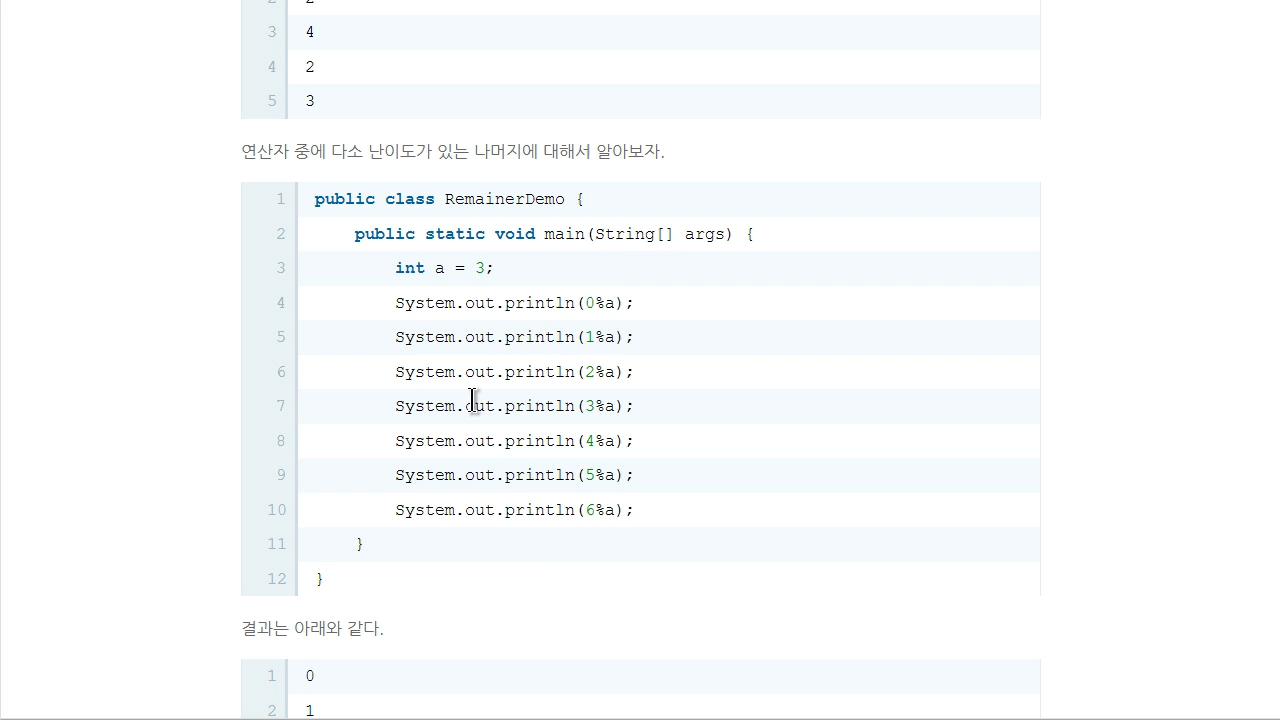 2 2
3 4
4 2
5 3
연산자 중에 다소 난이도가 있는 나머지에 대해서 알아보자.
1 public class RemainerDemo {
2 public static void main(String[] args) {
3 int a = 3;
4 System.out.println(0%a);
5 System.out.println(1%a);
6 System.out.println(2%a);
7 System.out.println(3%a);
8 System.out.println(4%a);
9 System.out.println(5%a);
10 System.out.println(6%a);
11 }
12 }
결과는 아래와 같다.
1 0
2 1